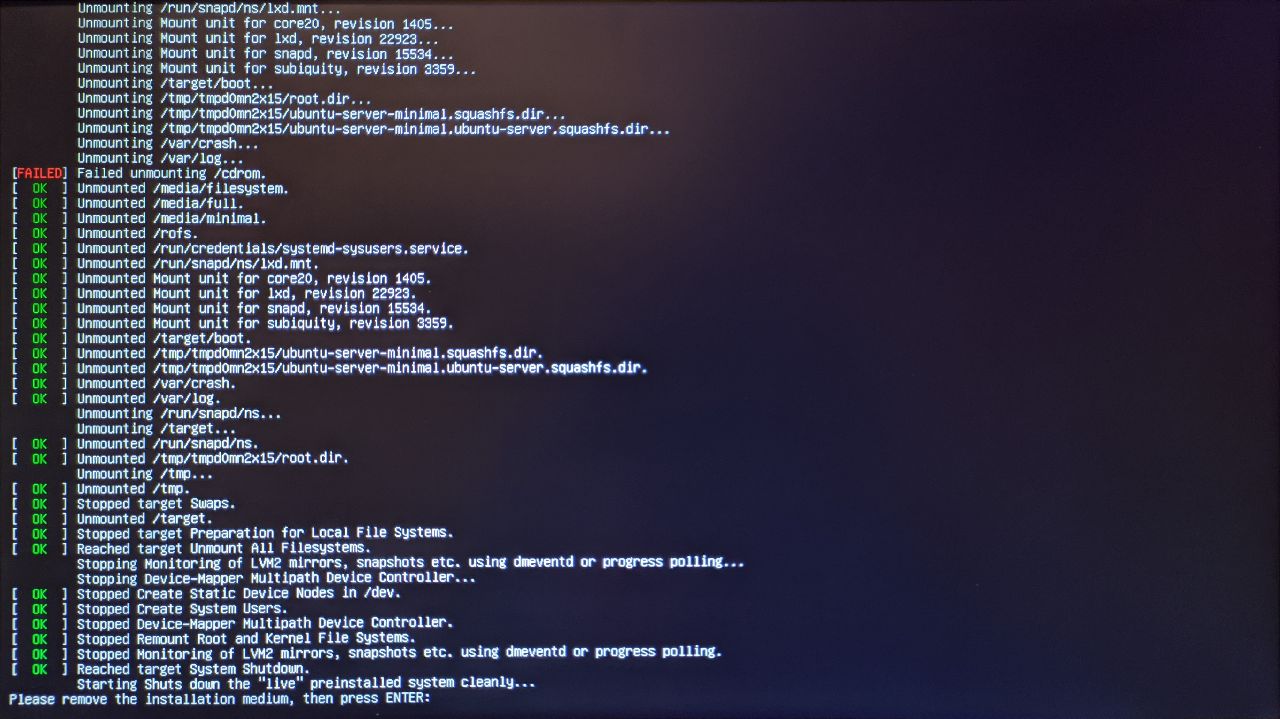 Unmounting /run/snapd/ns/lxd.mnt...
Unmounting Mount unit for core20, revision 1405...
Unmounting Mount unit for lxd, revision 22923...
Unmounting Mount unit for snapd, revision 15534...
Unmounting Mount unit for subiquity, revision 3359...
Unmounting /target/boot...
Unmounting /tmp/tmpd0mn2x15/root.dir...
Unmounting /tmp/tmpd0mn2x15/ubuntu-server-minimal.squashfs.dir...
Unmounting /tmp/tmpd0mn2x15/ubuntu-server-minimal.ubuntu-server.squashfs.dir...
Unmounting /var/crash...
Unmounting /var/log...
[FAILED] Failed unmounting /cdrom.
[  OK  ] Unmounted /media/filesystem.
[  OK  ] Unmounted /media/full.
[  OK  ] Unmounted /media/minimal.
[  OK  ] Unmounted /rofs.
[  OK  ] Unmounted /run/credentials/systemd-sysusers.service.
[  OK  ] Unmounted /run/snapd/ns/lxd.mnt.
[  OK  ] Unmounted Mount unit for core20, revision 1405.
[  OK  ] Unmounted Mount unit for lxd, revision 22923.
[  OK  ] Unmounted Mount unit for snapd, revision 15534.
[  OK  ] Unmounted Mount unit for subiquity, revision 3359.
[  OK  ] Unmounted /target/boot.
[  OK  ] Unmounted /tmp/tmpd0mn2x15/ubuntu-server-minimal.squashfs.dir.
[  OK  ] Unmounted /tmp/tmpd0mn2x15/ubuntu-server-minimal.ubuntu-server.squashfs.dir.
[  OK  ] Unmounted /var/crash.
[  OK  ] Unmounted /var/log.
Unmounting /run/snapd/ns...
Unmounting /target...
[  OK  ] Unmounted /run/snapd/ns.
[  OK  ] Unmounted /tmp/tmpd0mn2x15/root.dir.
Unmounting /tmp...
[  OK  ] Unmounted /tmp.
[  OK  ] Stopped target Swaps.
[  OK  ] Unmounted /target.
[  OK  ] Stopped target Preparation for Local File Systems.
[  OK  ] Reached target Unmount All Filesystems.
Stopping Monitoring of LVM2 mirrors, snapshots etc. using dmeventd or progress polling...
Stopping Device-Mapper Multipath Device Controller...
[  OK  ] Stopped Create Static Device Nodes in /dev.
[  OK  ] Stopped Create System Users.
[  OK  ] Stopped Device-Mapper Multipath Device Controller.
[  OK  ] Stopped Remount Root and Kernel File Systems.
[  OK  ] Stopped Monitoring of LVM2 mirrors, snapshots etc. using dmeventd or progress polling.
[  OK  ] Reached target System Shutdown.
Starting Shuts down the "live" preinstalled system cleanly...
Please remove the installation medium, then press ENTER: